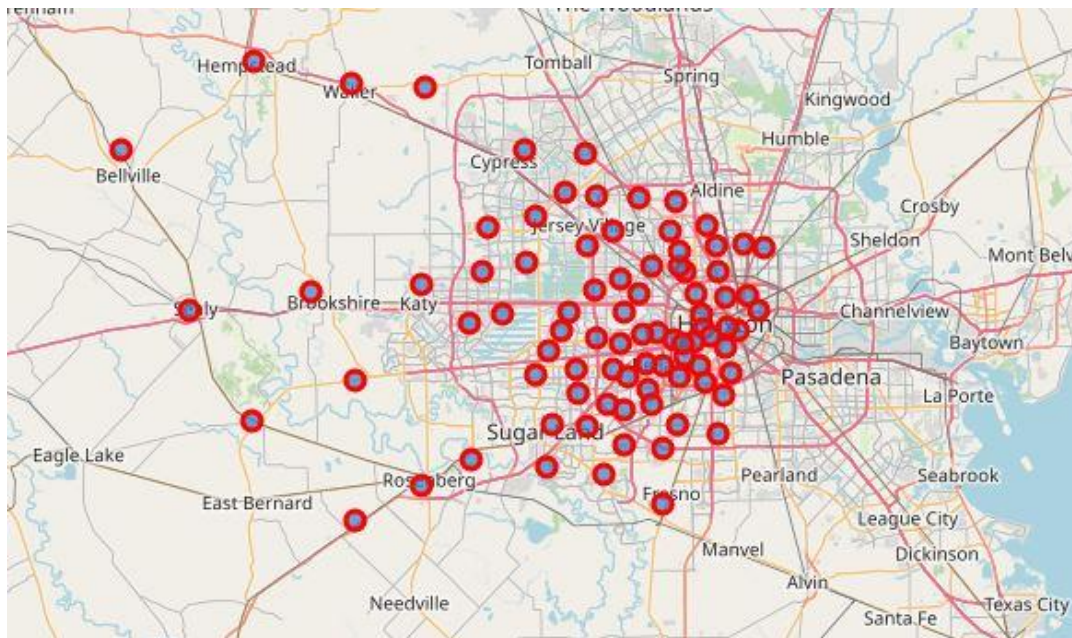 Tomball
Spring
Hempstead
Waller
Kingwood
Humble
Cypress
Bellville
Aldine
Crosby
Jersey Village
Sheldon
Mont Belv
Brookshire
Katy
Sealy
Channelview
Houston
Baytown
Pasadena
La Porte
Sugar Land
Eagle Lake
Rosenberg
Pearland
Seabrook
East Bernard
Fresno
League City
Manvel
Dickinson
Alvin
Needville
Texas City
Santa Fe